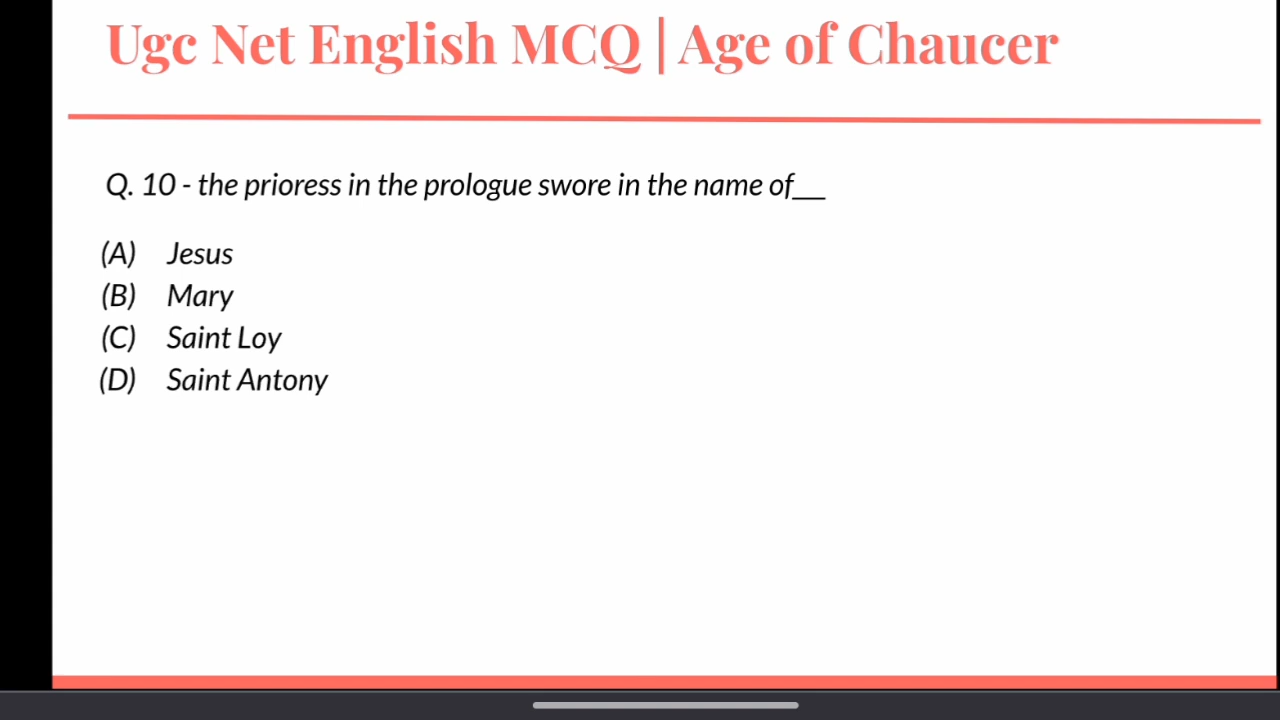 Ugc Net English MCQ | Age of Chaucer
Q. 10 - the prioress in the prologue swore in the name of___
(A) Jesus
(B) Mary
(C) Saint Loy
(D) Saint Antony